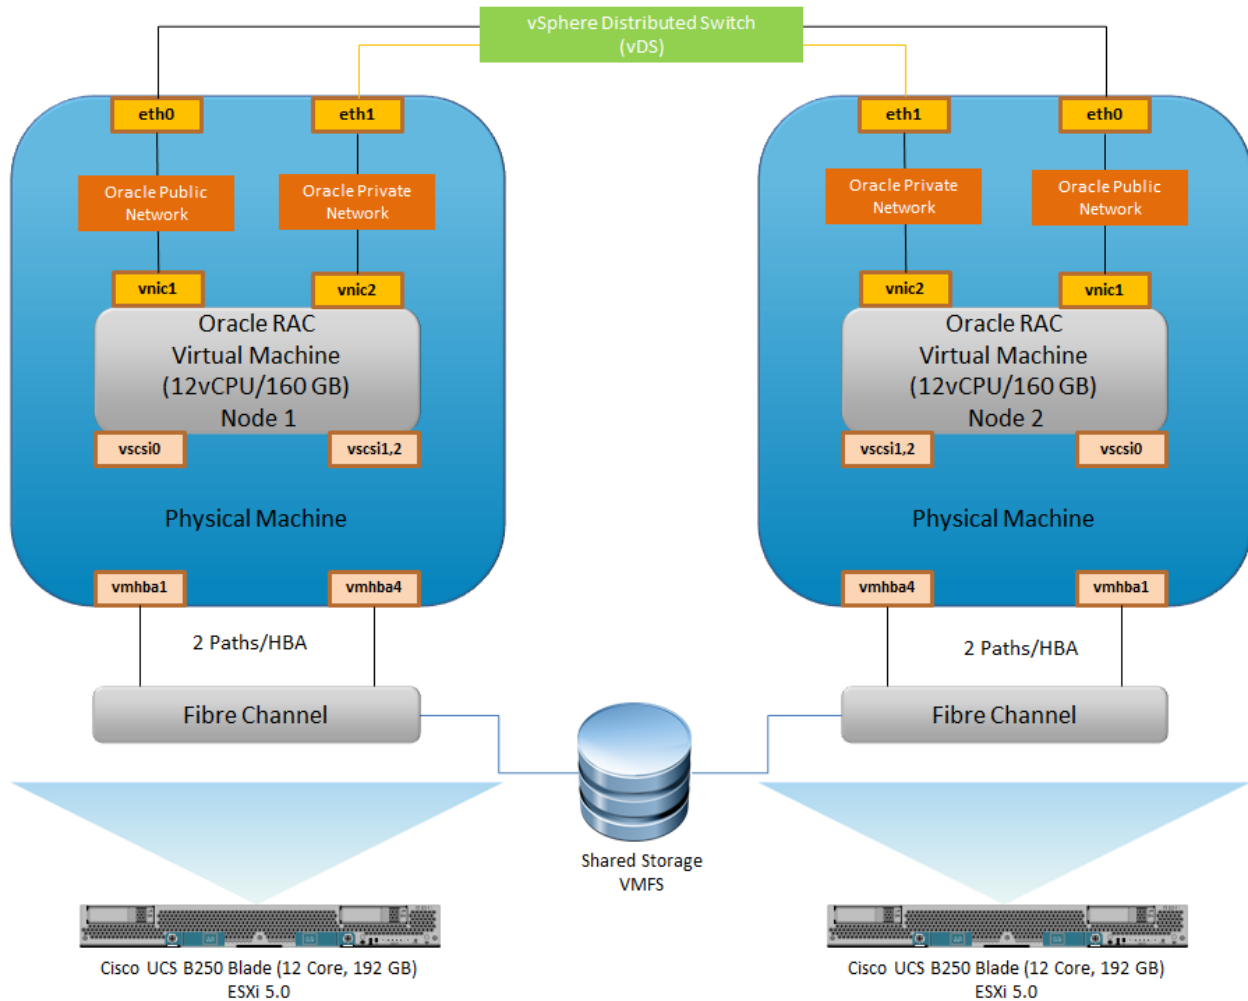 vSphere Distributed Switch
(vDS)
eth0
eth1
eth1
eth0
Oracle Public
Network
Oracle Private
Network
Oracle Private
Network
Oracle Public
Network
vnic1
vnic2
vnic2
vnic1
Oracle RAC
Virtual Machine
(12vCPU/160 GB)
Node 1
Oracle RAC
Virtual Machine
(12vCPU/160 GB)
Node 2
vscsi0
vscsi1,2
vscsi1,2
vscsi0
Physical Machine
Physical Machine
vmhba1
vmhba4
vmhba4
vmhba1
2 Paths/HBA
2 Paths/HBA
Fibre Channel
Fibre Channel
Shared Storage
VMFS
Cisco UCS B250 Blade (12 Core, 192 GB)
ESXi 5.0
Cisco UCS B250 Blade (12 Core, 192 GB)
ESXi 5.0